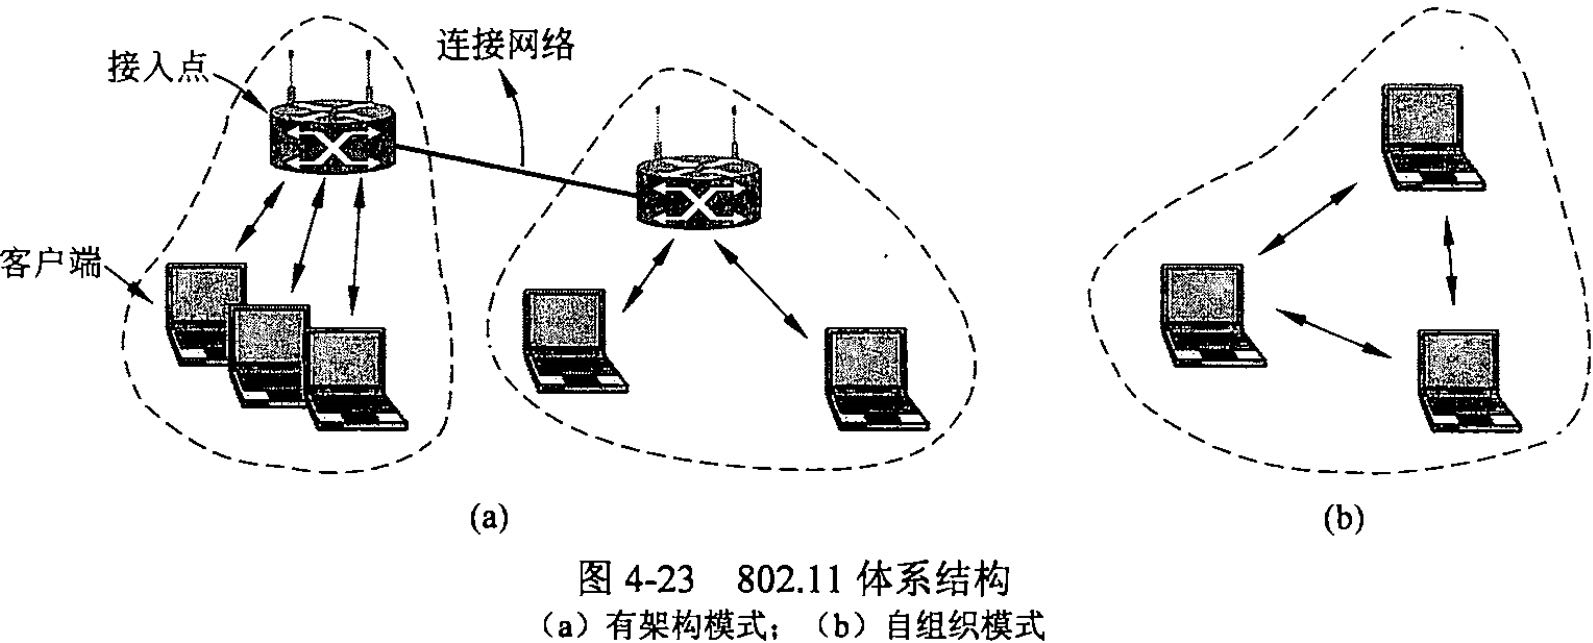 接入点
连接网络
客户端
(a)
(b)
图 4-23 802.11 体系结构
（a）有架构模式；（b）自组织模式